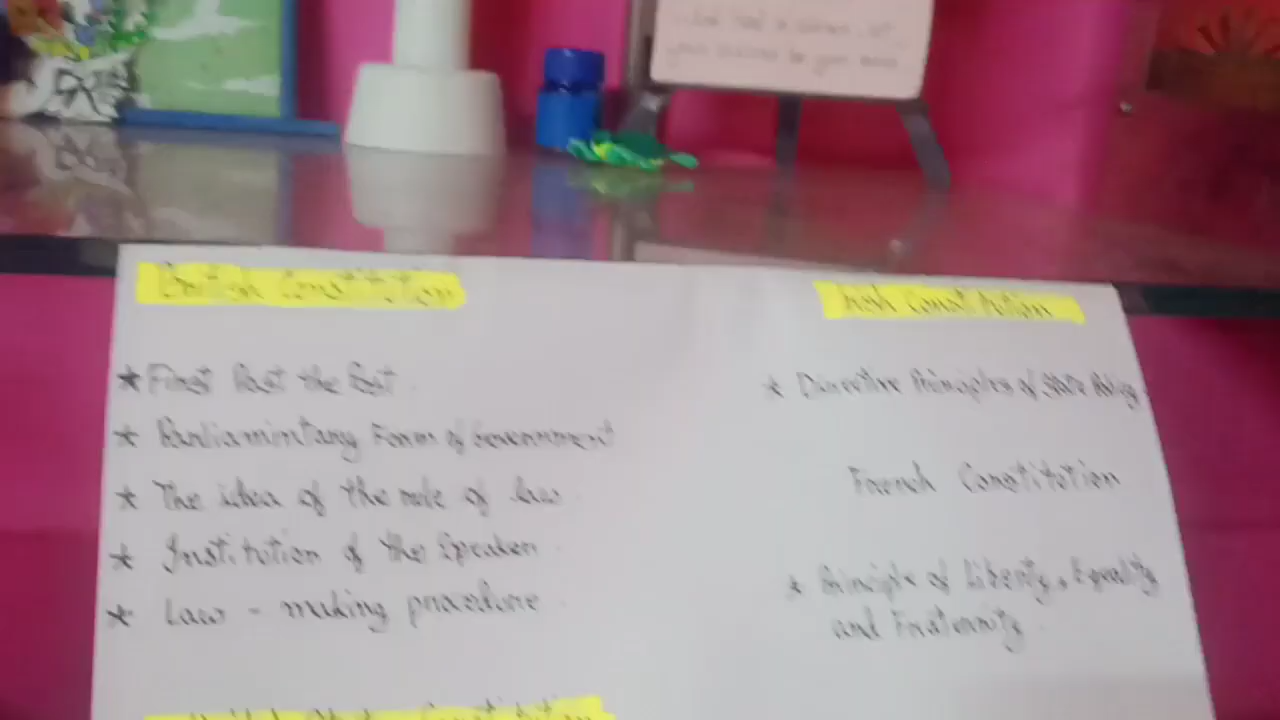 British Constitution
★ First Past the Post
★ Parliamintary Form of Government
★ The idea of the rule of law
★ Institution of the Speaker
★ Law - making procedure
Constitution
Irish Constitution
★ Directive Principles of State Policy
French Constitution
★ Principle of Liberty, Equality
and Fraternity